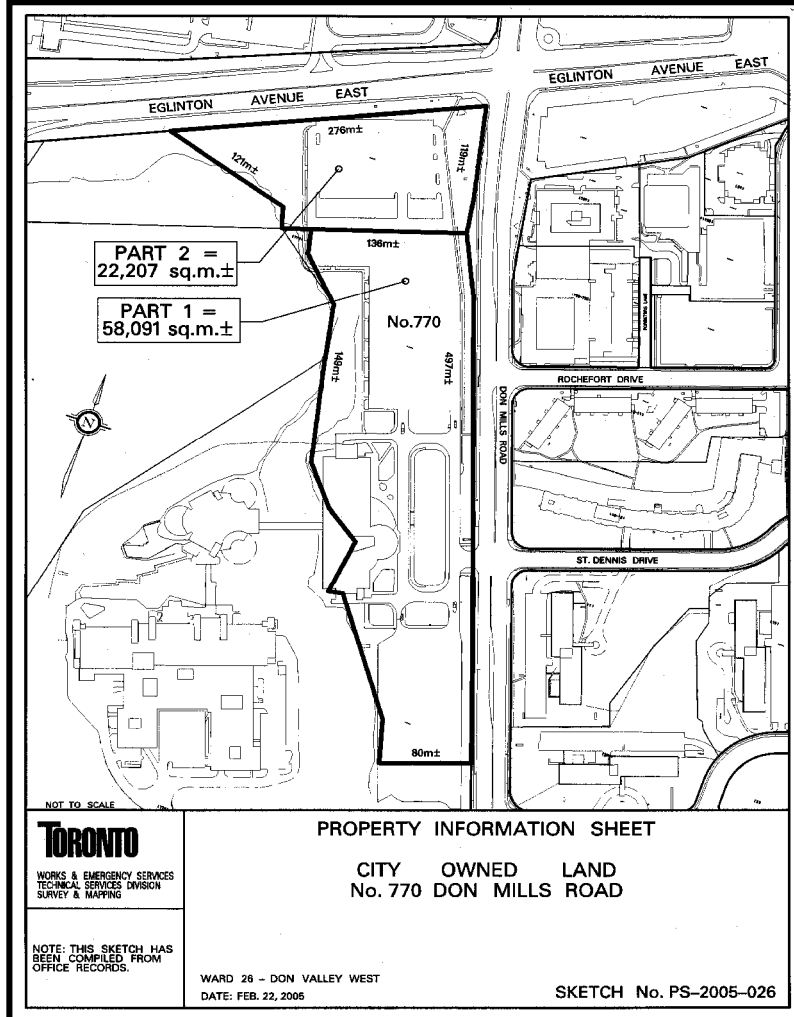 EGLINTON AVENUE EAST
EGLINTON AVENUE EAST
276m±
121m±
119m±
136m±
PART 2 =
22,207 sq.m.±
PART 1 =
58,091 sq.m.±
No.770
149m±
497m±
ROCHEFORT DRIVE
DON MILLS ROAD
ST. DENNIS DRIVE
80m±
NOT TO SCALE
TORONTO
WORKS & EMERGENCY SERVICES
TECHNICAL SERVICES DIVISION
SURVEY & MAPPING
NOTE: THIS SKETCH HAS
BEEN COMPILED FROM
OFFICE RECORDS.
PROPERTY INFORMATION SHEET
CITY OWNED LAND
No. 770 DON MILLS ROAD
WARD 26 - DON VALLEY WEST
DATE: FEB. 22, 2005
SKETCH No. PS-2005-026